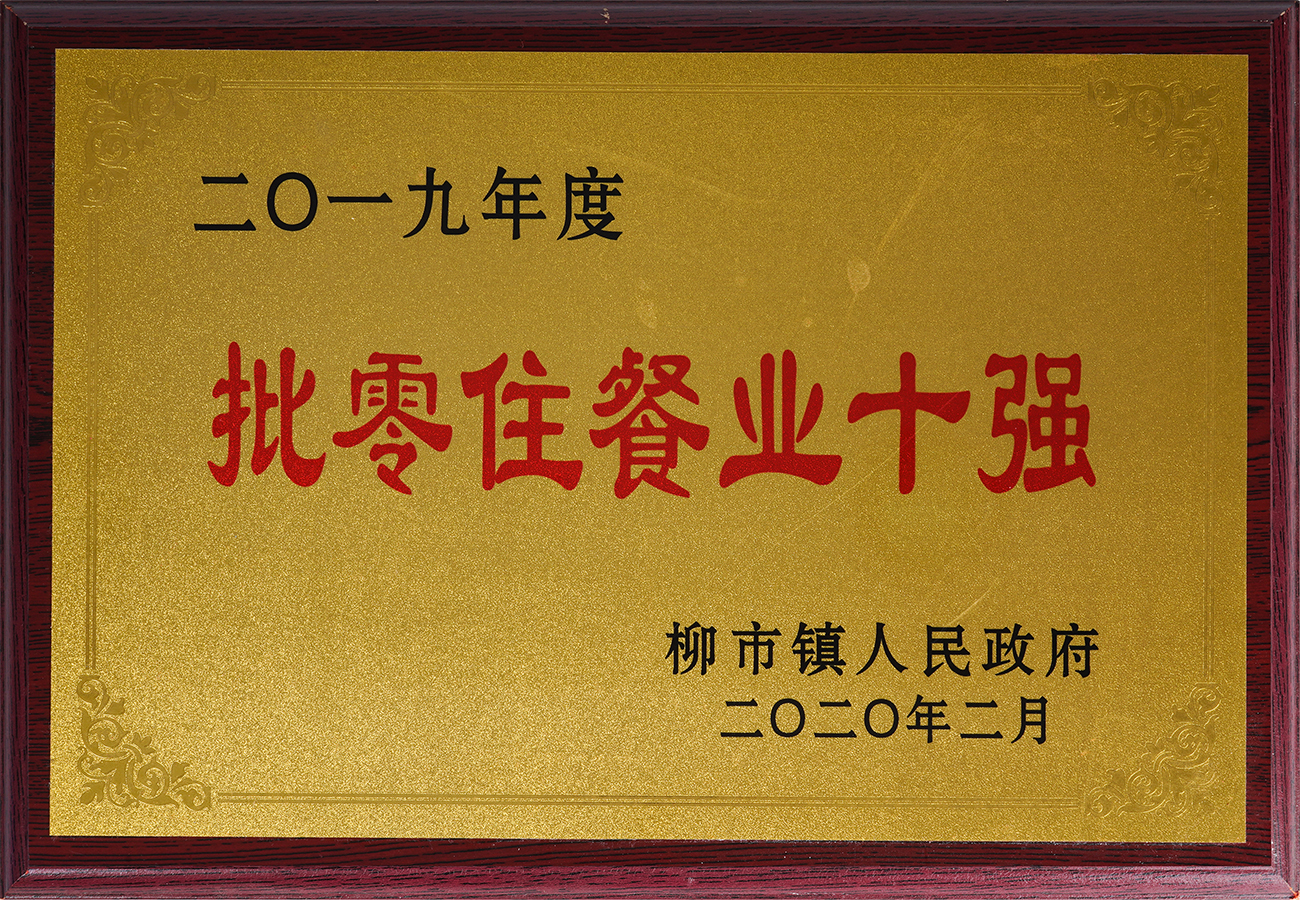 二〇一九年度
批零住餐业十强
柳市镇人民政府
二〇二〇年二月